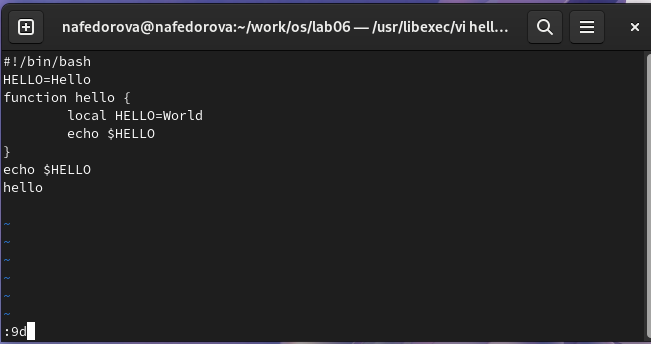 nafedorova@nafedorova:~/work/os/lab06 — /usr/libexec/vi hell...
#!/bin/bash
HELLO=Hello
function hello {
        local HELLO=World
        echo $HELLO
}
echo $HELLO
hello

~
~
~
~
~
~
:9d